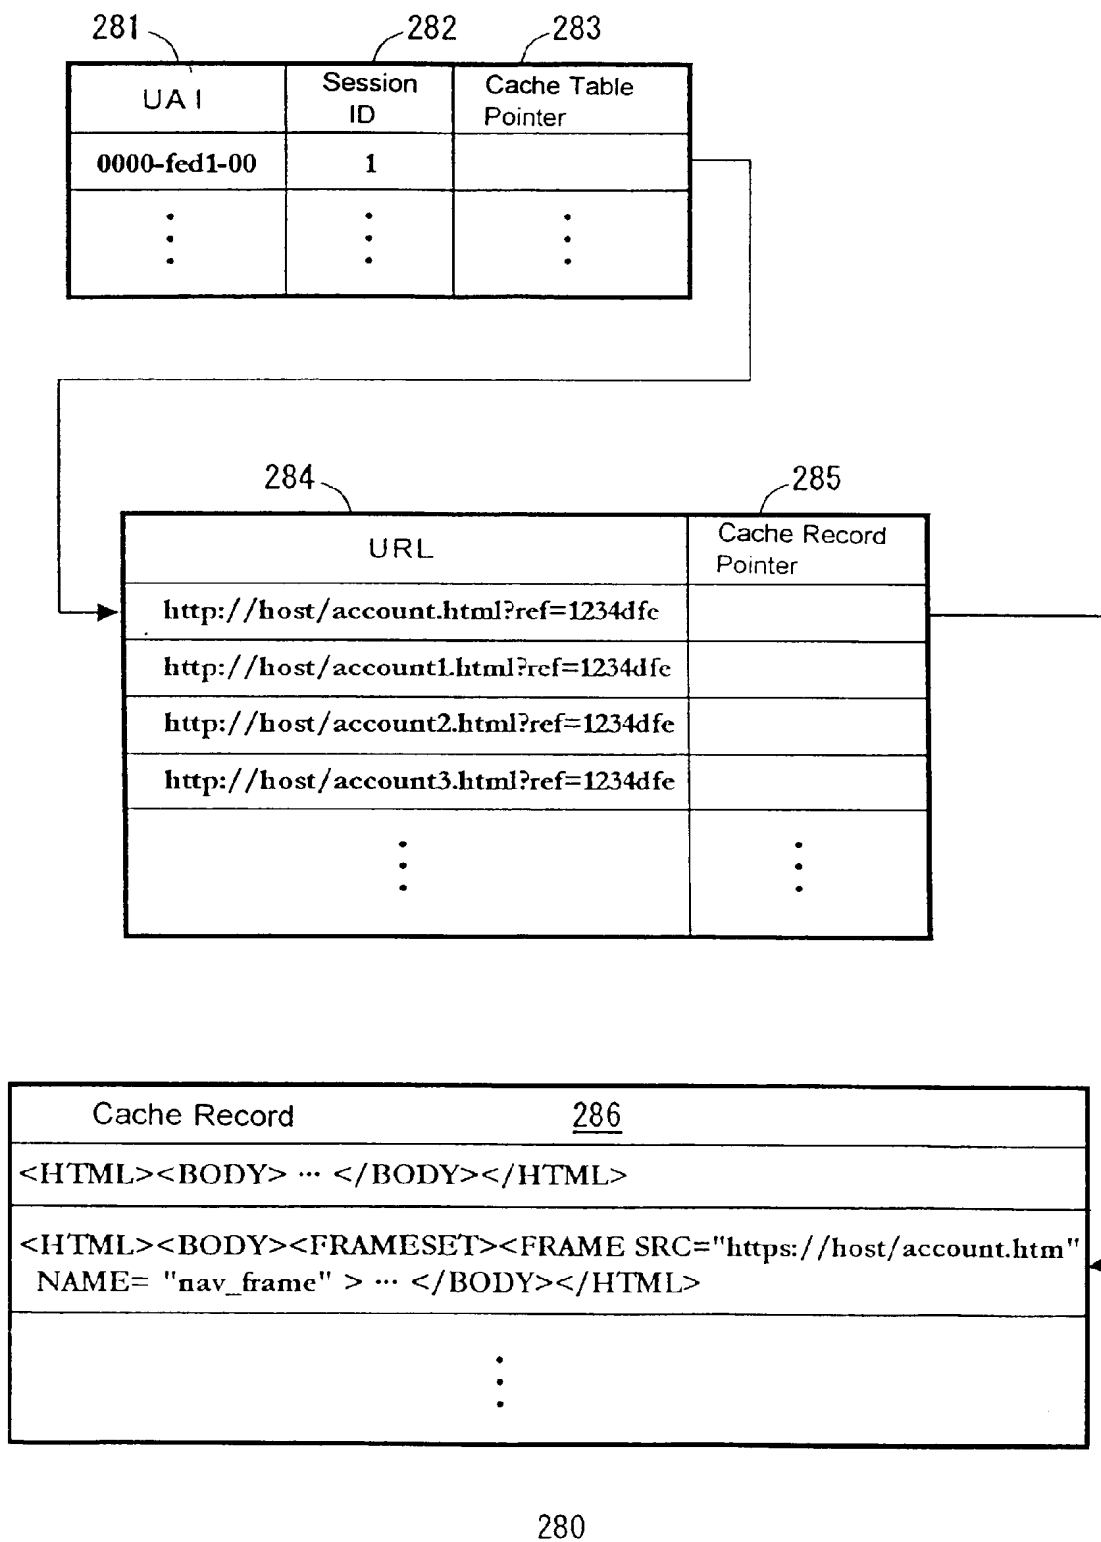 281 282 283
UAI Session ID Cache Table Pointer
0000-fed1-00 1
284 285
URL Cache Record Pointer
http://host/account.html?ref=1234dfe
http://host/account1.html?ref=1234dfe
http://host/account2.html?ref=1234dfe
http://host/account3.html?ref=1234dfe
Cache Record 286
<HTML><BODY> ... </BODY></HTML>
<HTML><BODY><FRAMESET><FRAME SRC="https://host/account.htm"
NAME= "nav_frame" > ... </BODY></HTML>
280